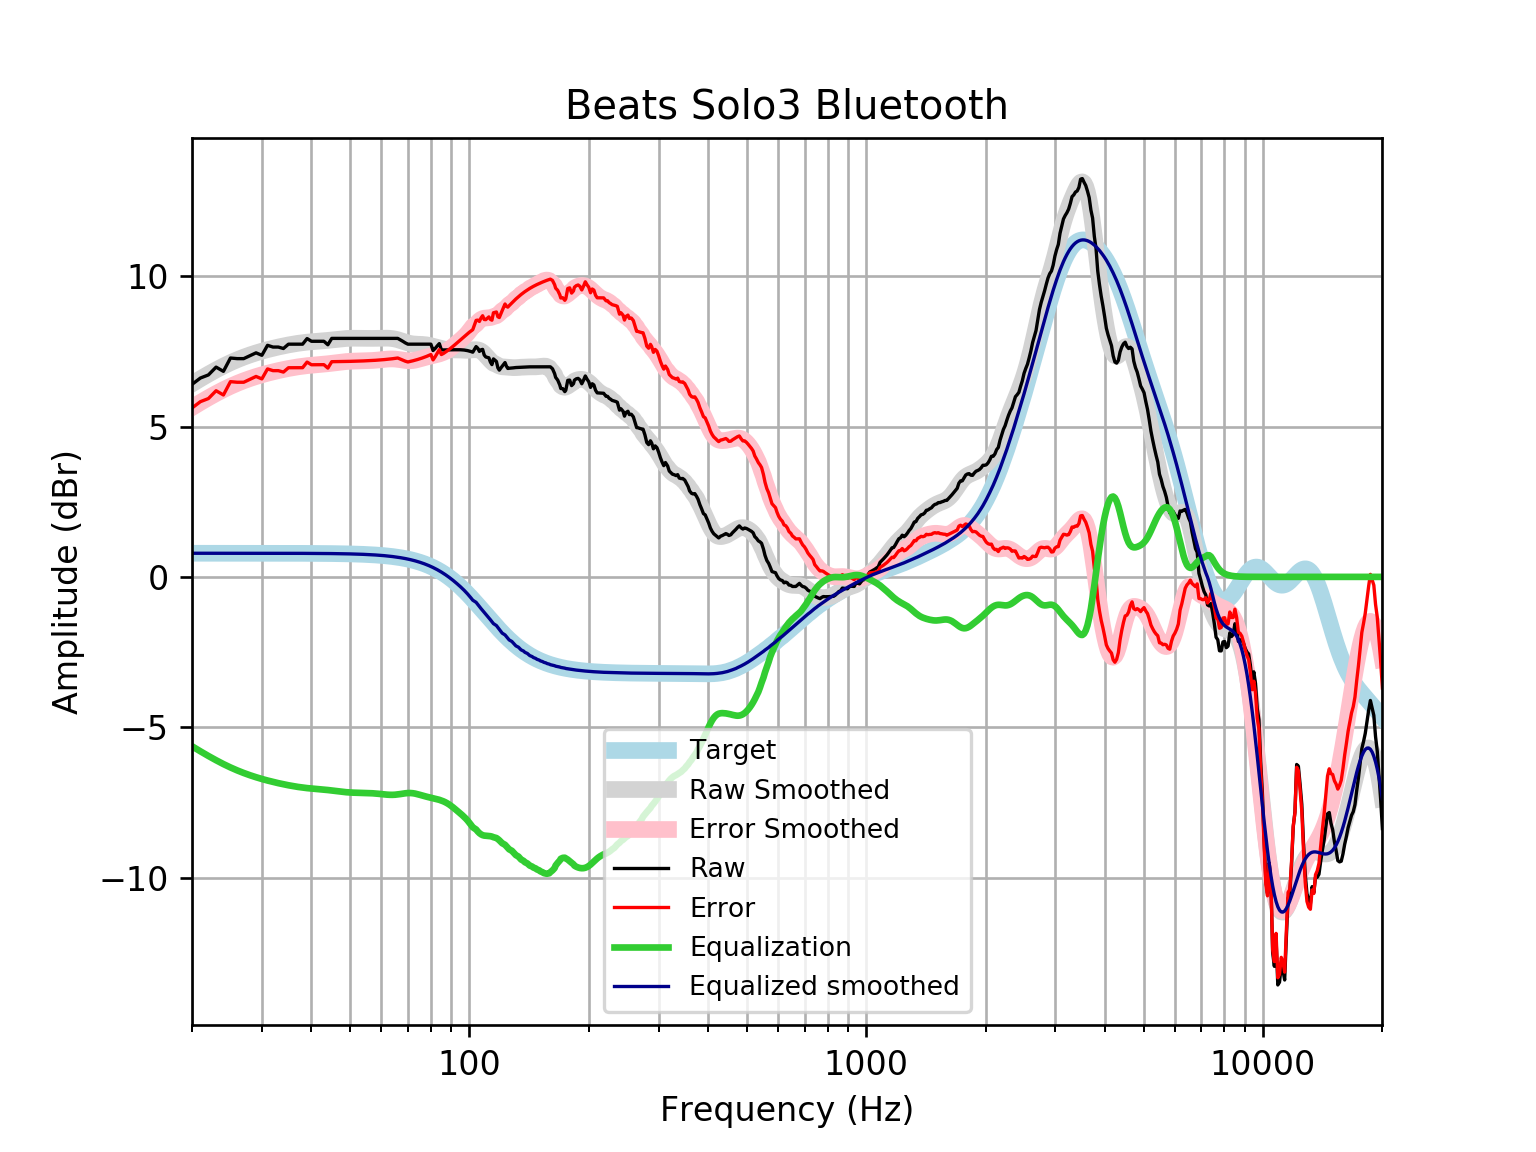 Beats Solo3 Bluetooth
Amplitude (dBr)
10
5
0
−5
−10
Target
Raw Smoothed
Error Smoothed
Raw
Error
Equalization
Equalized smoothed
100
1000
10000
Frequency (Hz)